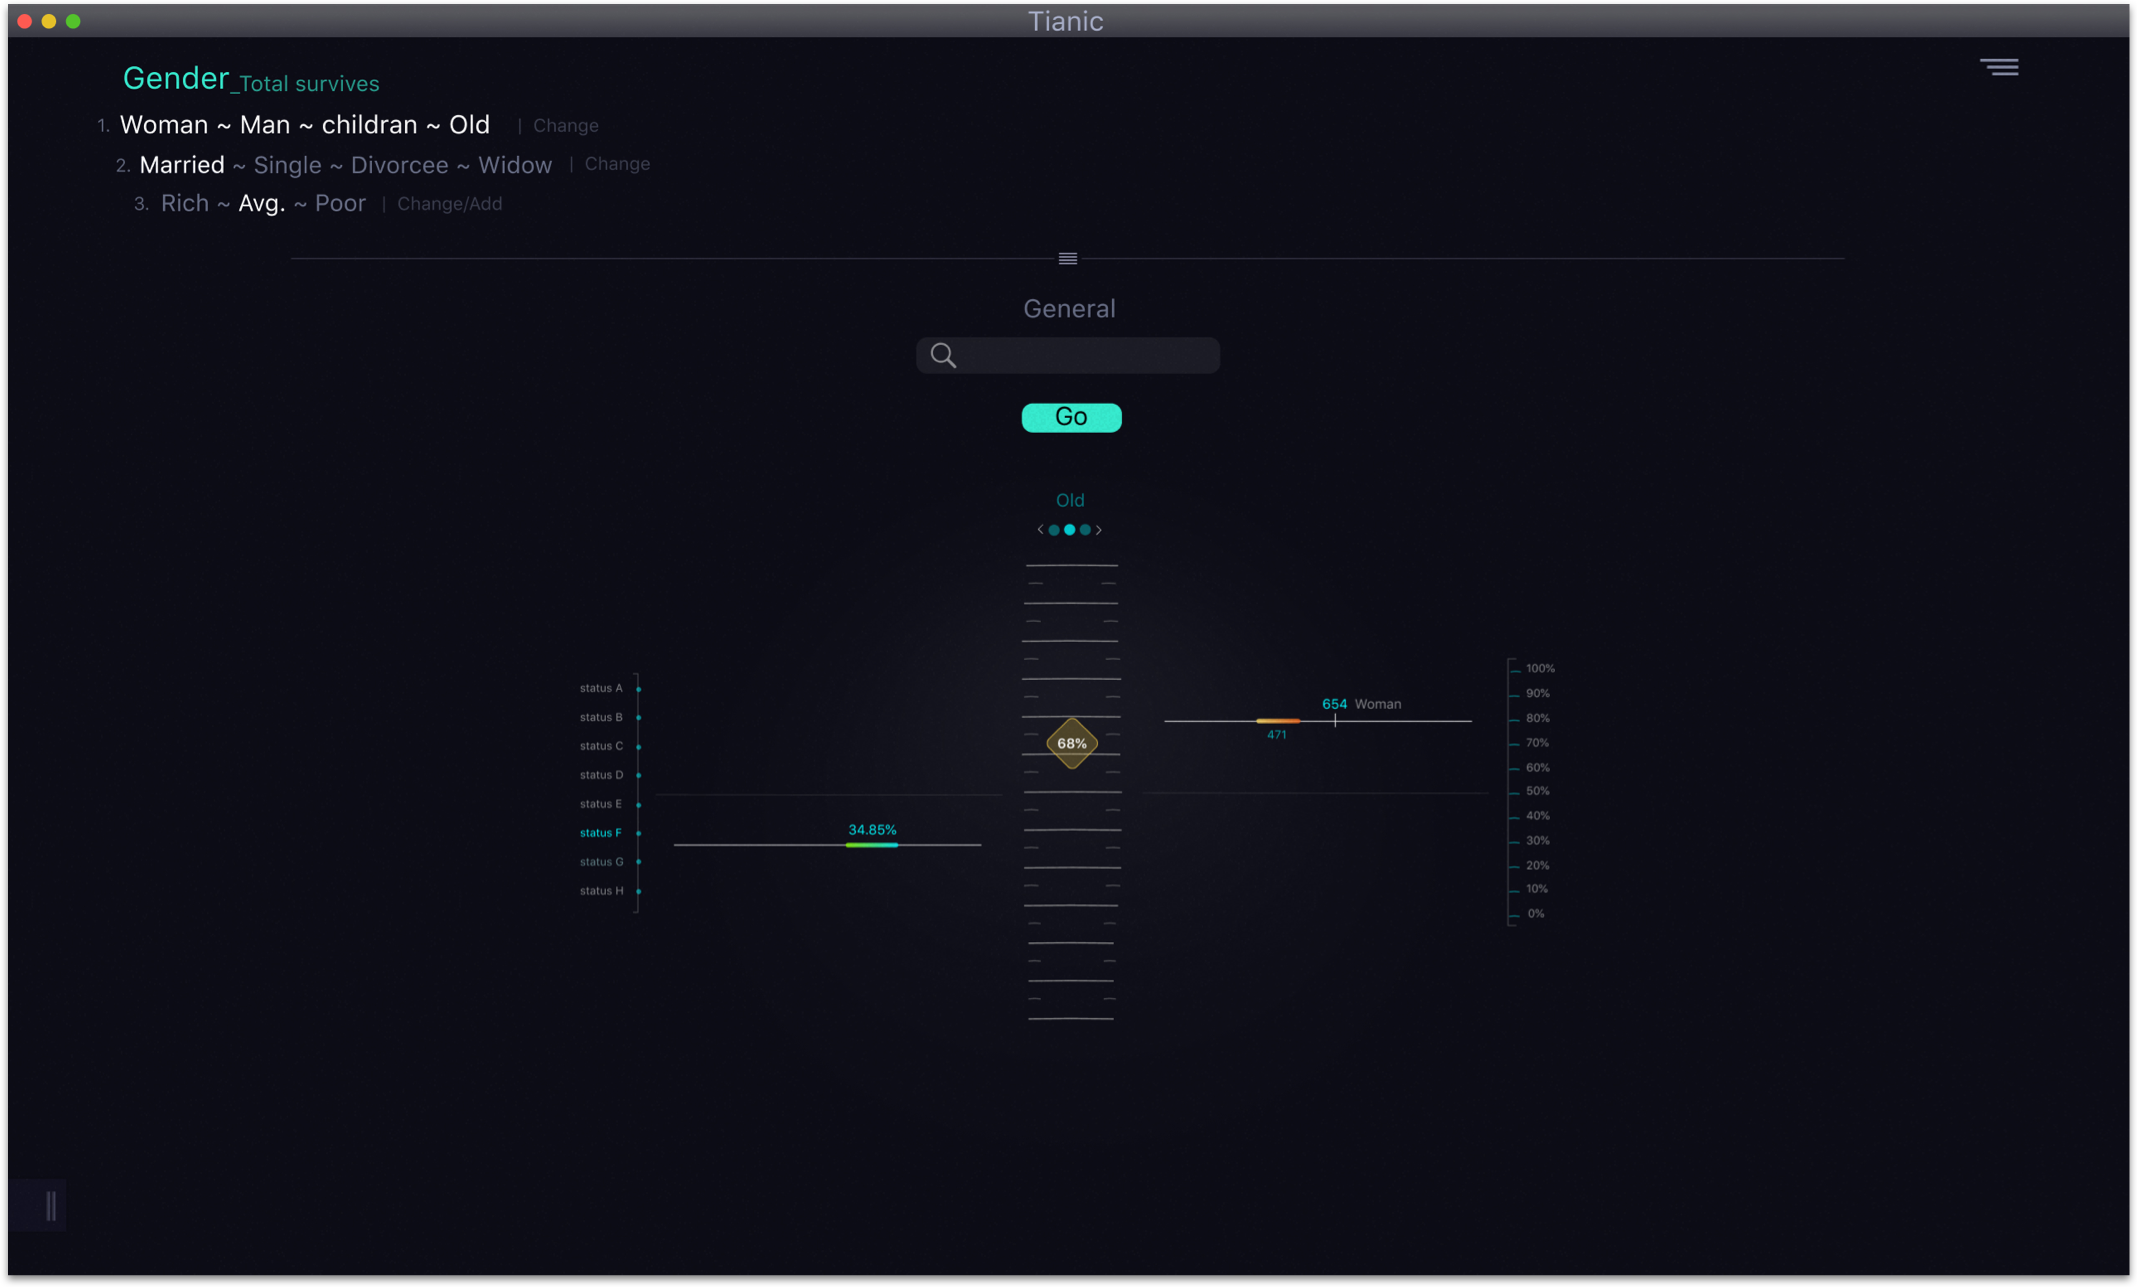 Tianic
Gender_Total survives
1. Woman ~ Man ~ childran ~ Old | Change
2. Married ~ Single ~ Divorcee ~ Widow | Change
3. Rich ~ Avg. ~ Poor | Change/Add
General
Go
Old
status A
status B
status C
status D
status E
status F
status G
status H
34.85%
68%
654 Woman
471
100%
90%
80%
70%
60%
50%
40%
30%
20%
10%
0%